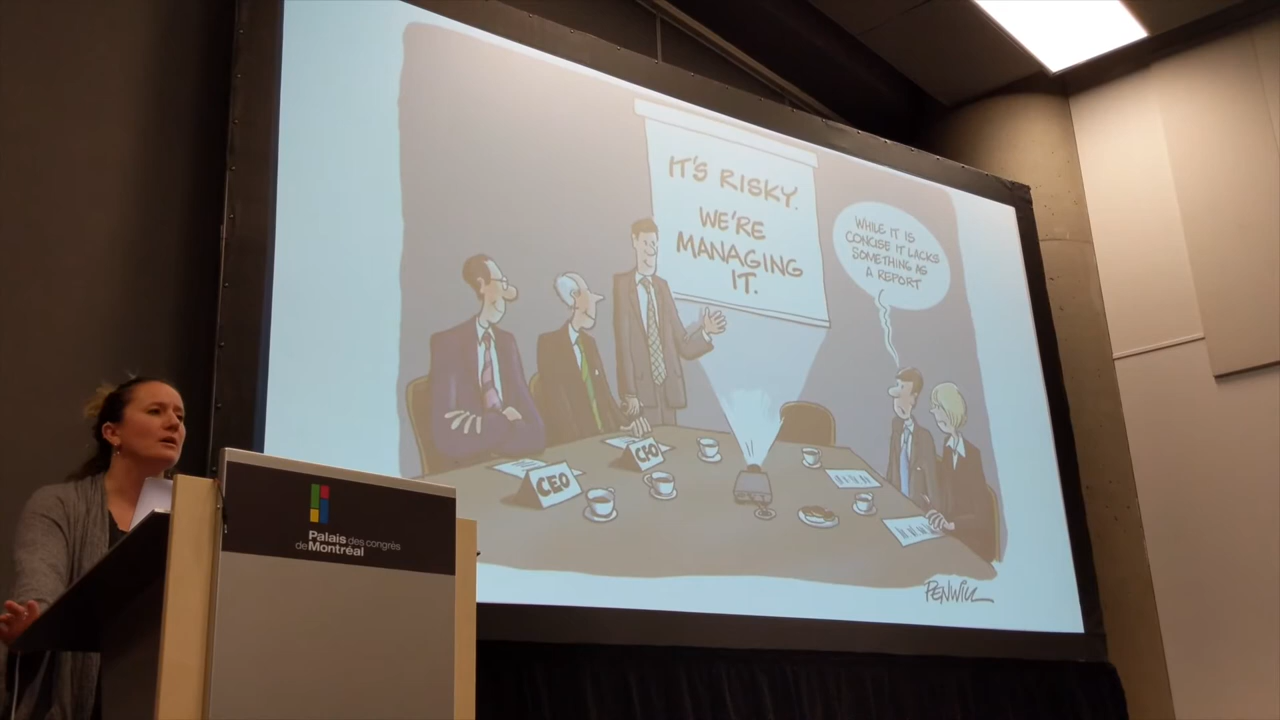 IT'S RISKY.
WE'RE
MANAGING
IT.
WHILE IT IS
CONCISE IT LACKS
SOMETHING AS
A REPORT
CEO
CFO
PENWILL
Palais des congrès
de Montréal